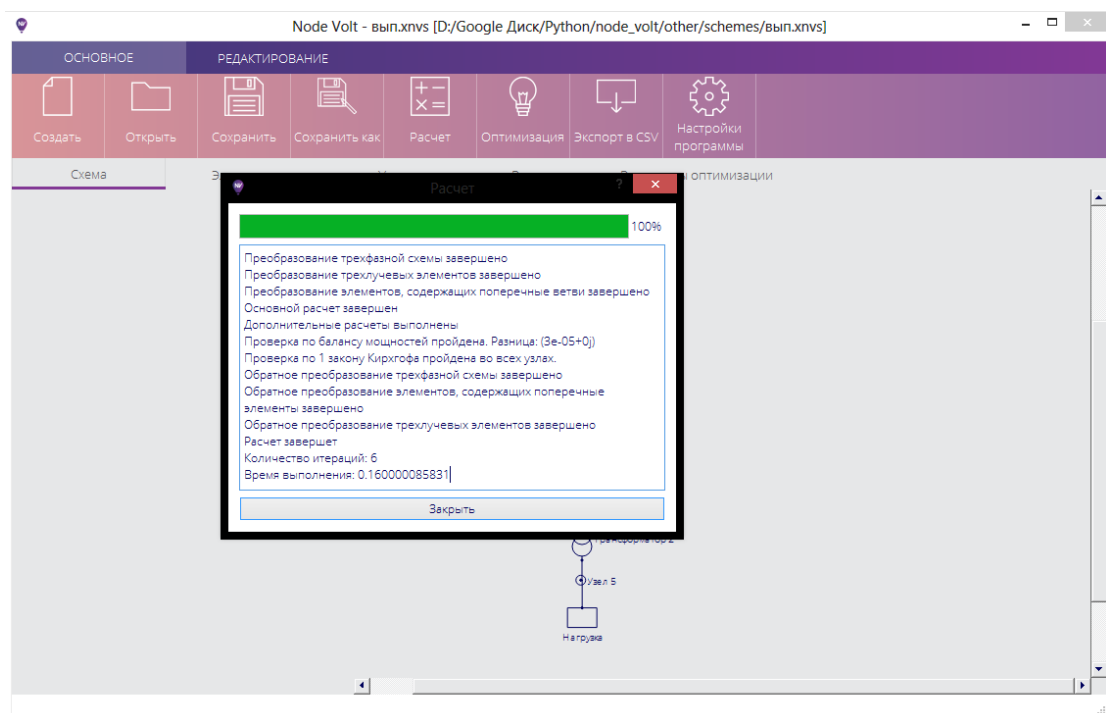 Node Volt - вып.xnvs [D:/Google Диск/Python/node_volt/other/schemes/вып.xnvs]
ОСНОВНОЕ
РЕДАКТИРОВАНИЕ
Создать
Открыть
Сохранить
Сохранить как
Расчет
Оптимизация
Экспорт в CSV
Настройки
программы
Схема
оптимизации
Расчет
?
100%
Преобразование трехфазной схемы завершено
Преобразование трехлучевых элементов завершено
Преобразование элементов, содержащих поперечные ветви завершено
Основной расчет завершен
Дополнительные расчеты выполнены
Проверка по балансу мощностей пройдена. Разница: (3e-05+0j)
Проверка по 1 закону Кирхгофа пройдена во всех узлах.
Обратное преобразование трехфазной схемы завершено
Обратное преобразование элементов, содержащих поперечные
элементы завершено
Обратное преобразование трехлучевых элементов завершено
Расчет завершет
Количество итераций: 6
Время выполнения: 0.160000085831
Закрыть
Трансформатор 2
Узел 5
Нагрузка